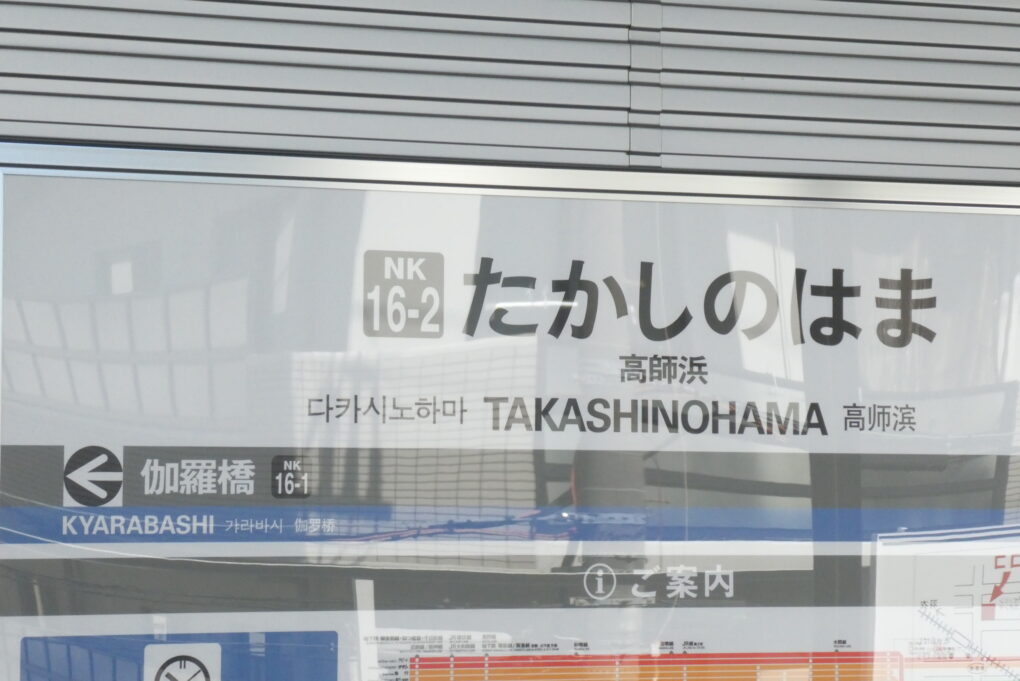 NK
16-2
たかしのはま
高師浜
다카시노하마 TAKASHINOHAMA 高师滨
伽羅橋 NK 16-1
KYARABASHI 가라바시 伽罗桥
ご案内